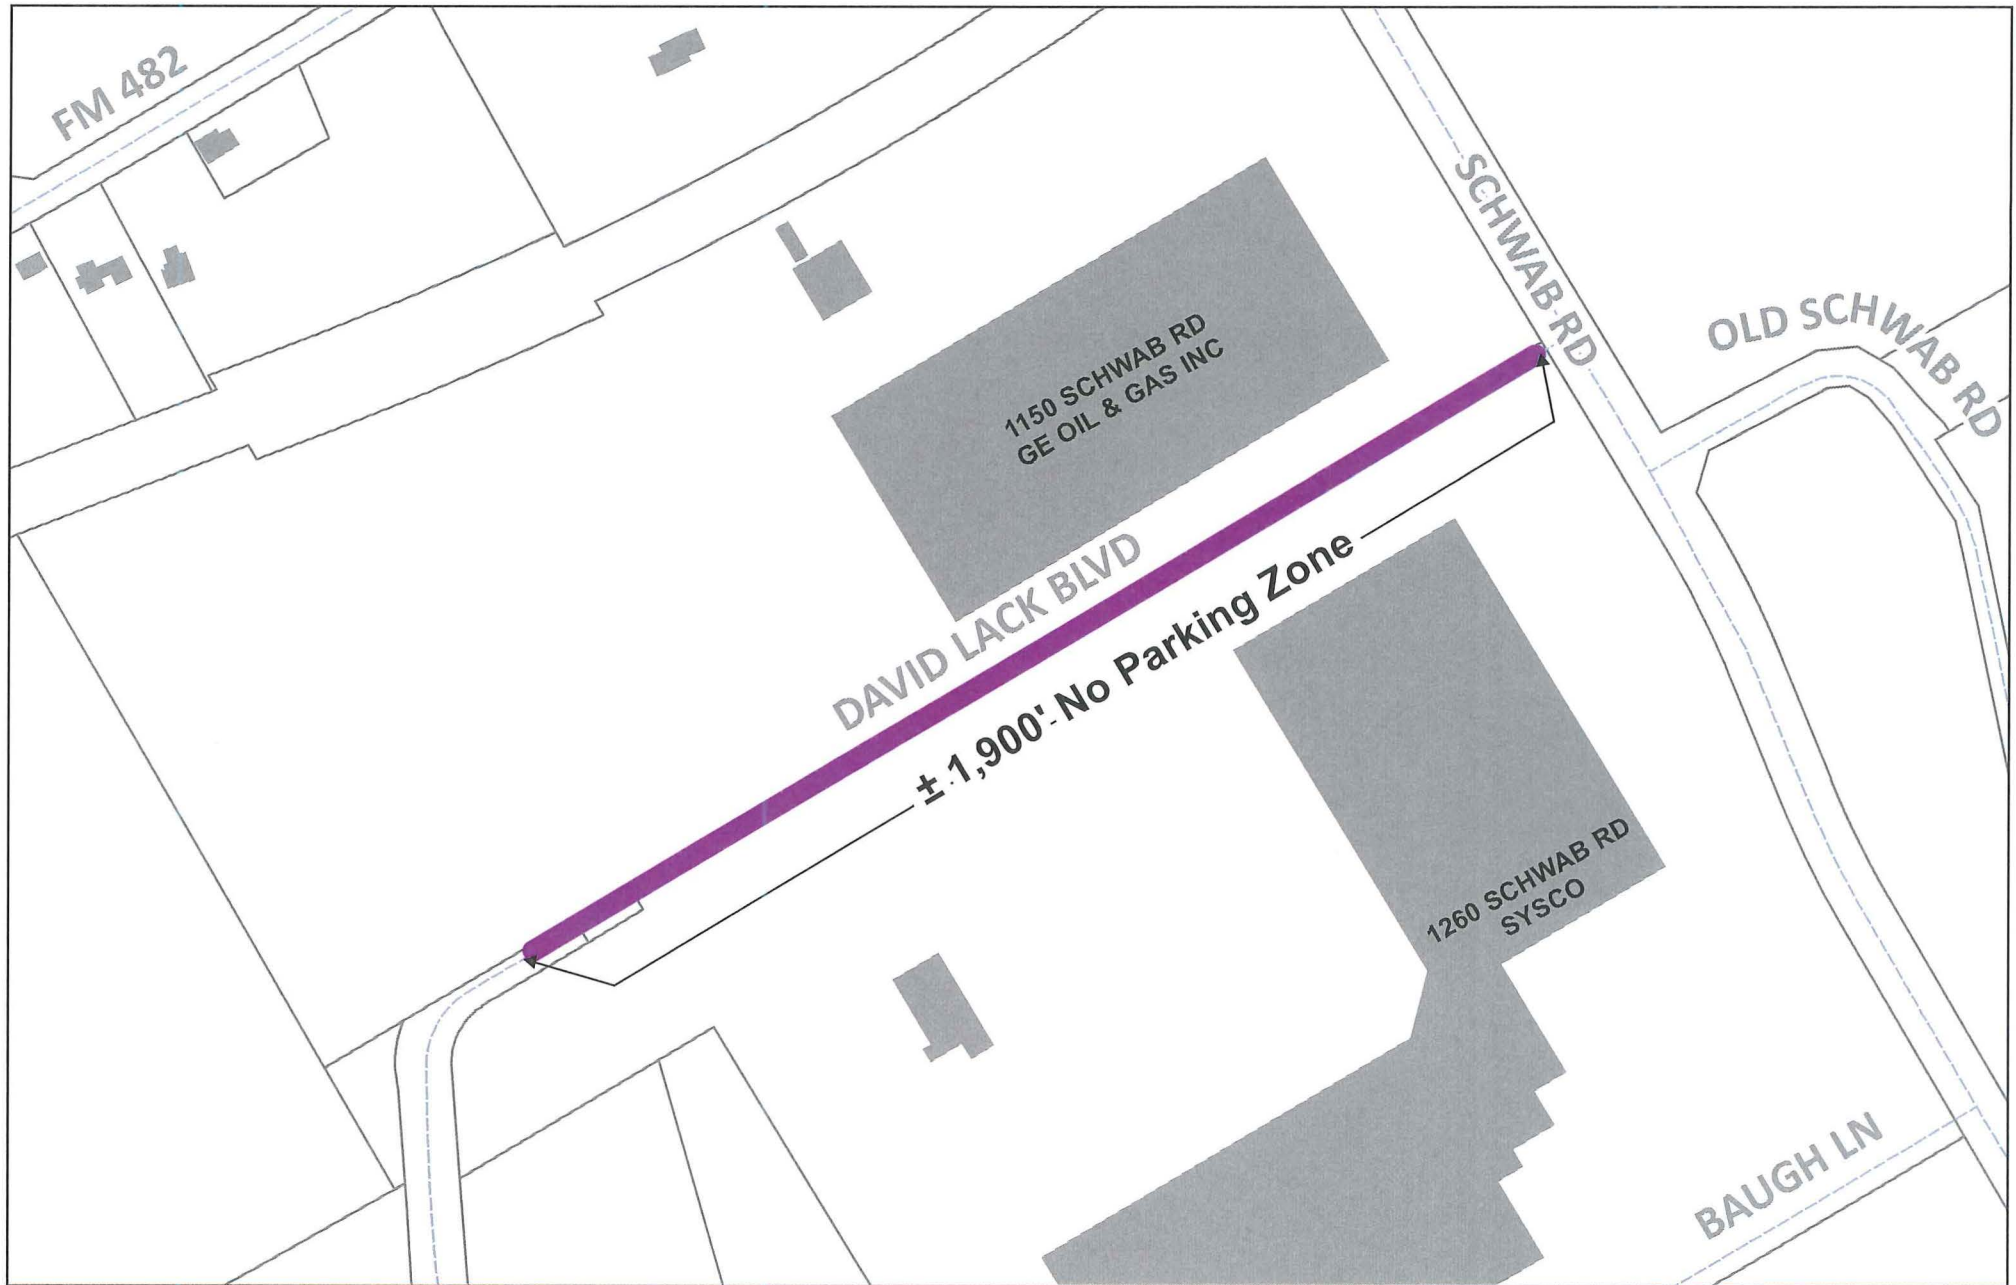 FM 482
SCHWAB RD
OLD SCHWAB RD
1150 SCHWAB RD
GE OIL & GAS INC
DAVID LACK BLVD
± 1,900' No Parking Zone
1260 SCHWAB RD
SYSCO
BAUGH LN